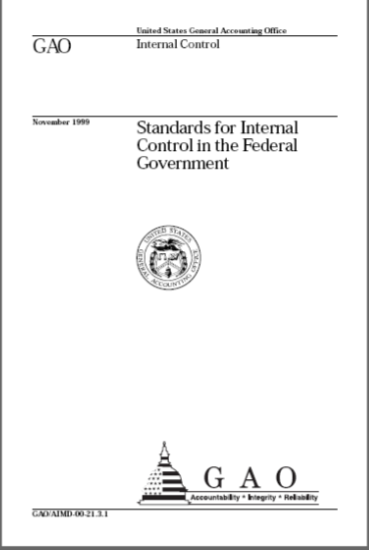 United States General Accounting Office
GAO
Internal Control
November 1999
Standards for Internal
Control in the Federal
Government
UNITED STATES
GENERAL ACCOUNTING OFFICE
G A O
Accountability * Integrity * Reliability
GAO/AIMD-00-21.3.1